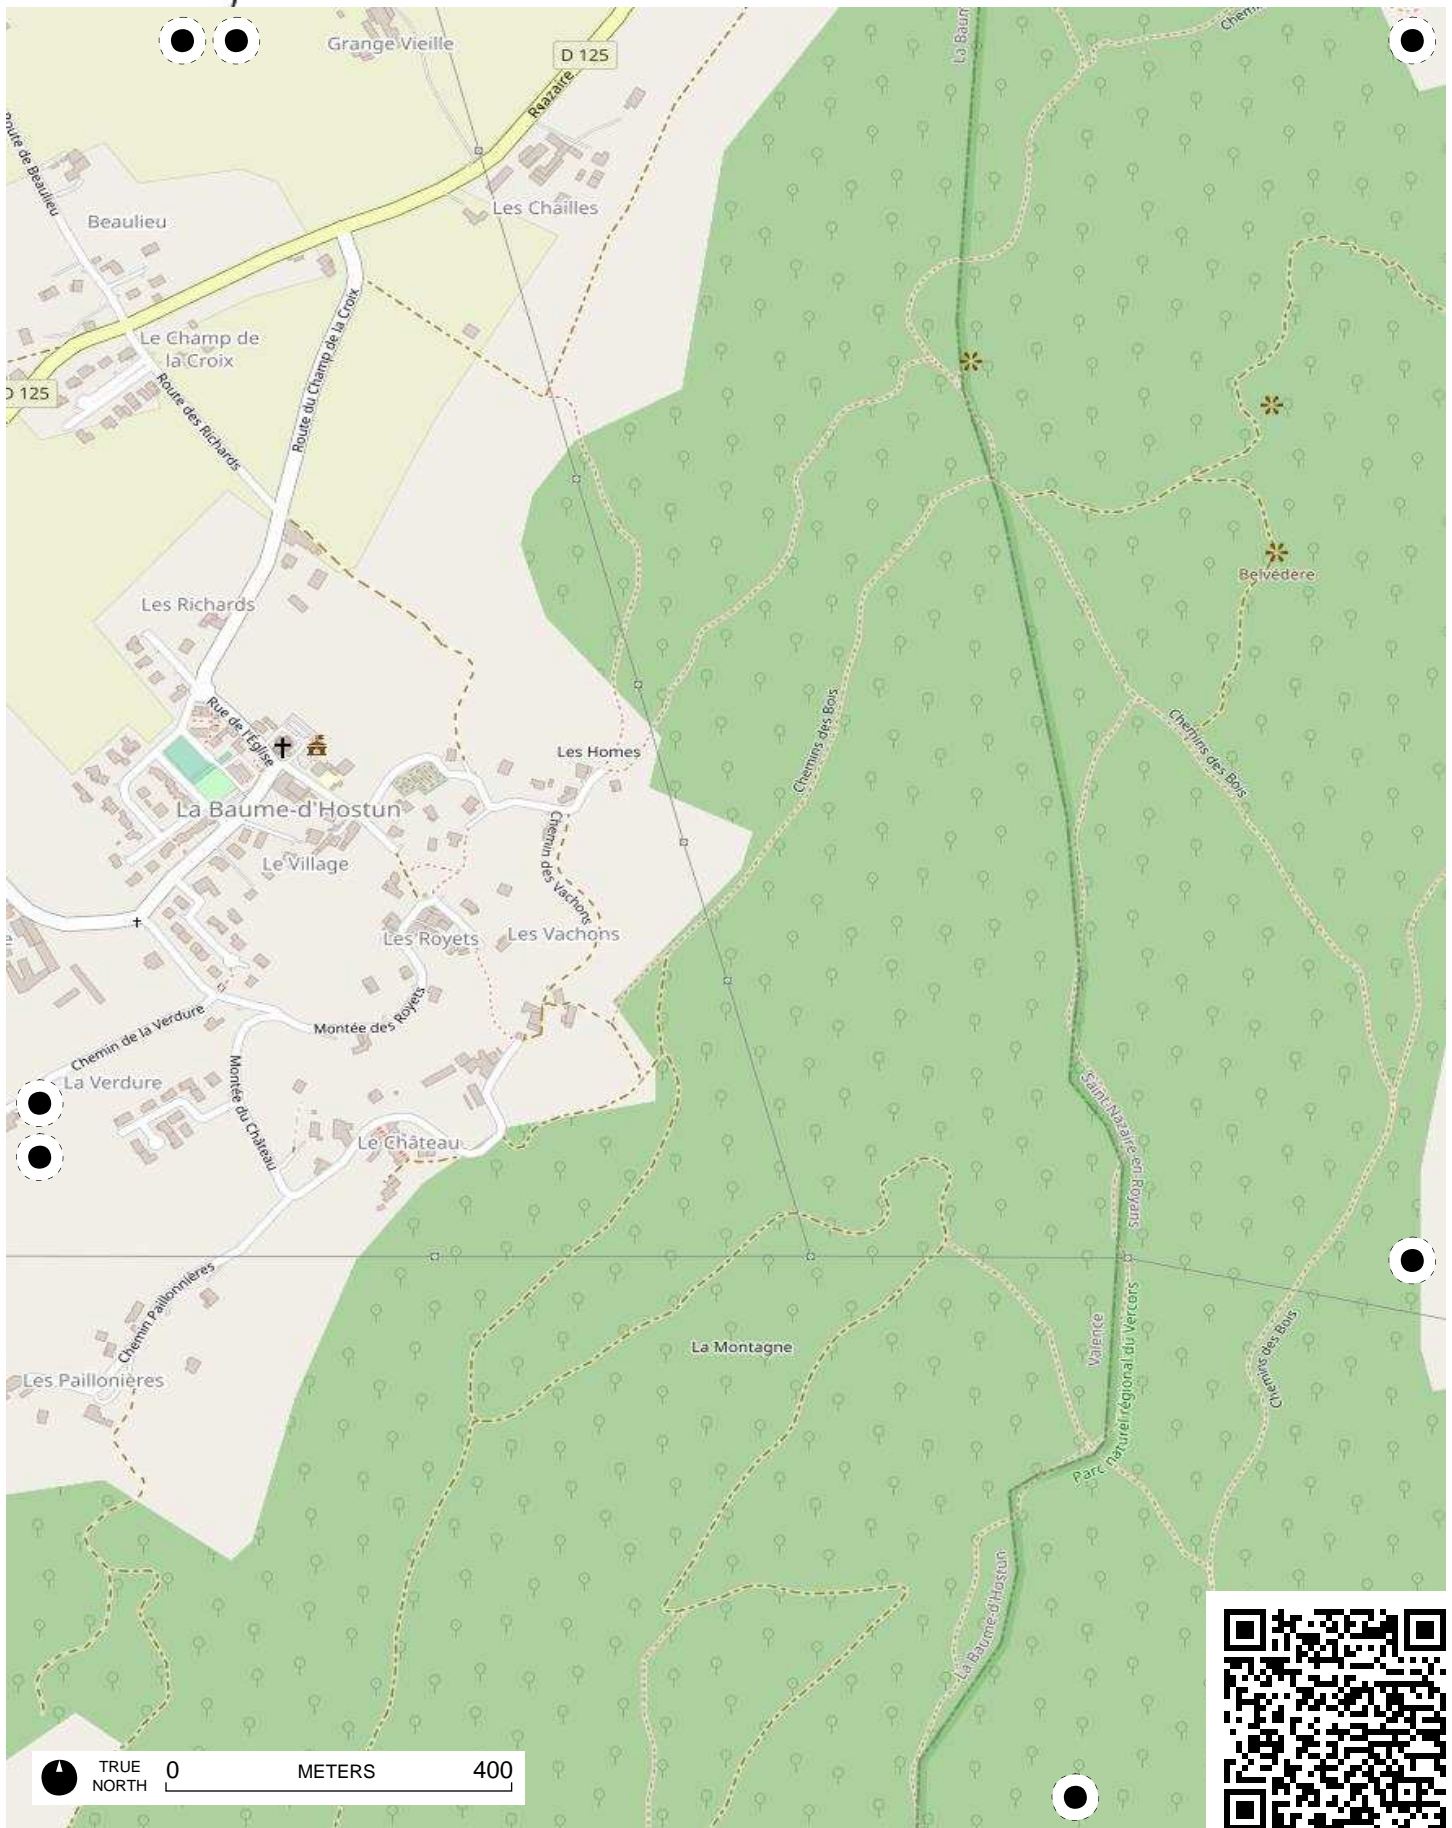 Grange Vieille
D 125
La Baum
Chem
R
azaire
Route de Beaulieu
Beaulieu
Les Chailles
Le Champ de
la Croix
D 125
Route des Richards
Route du Champ de la Croix
Belvédère
Les Richards
Rue de l'Église
Chemins des Bois
Chemins des Bois
Les Homes
La Baume-d'Hostun
Le Village
Chemin des Vachons
Les Royets
Les Vachons
e
Chemin de la Verdure
Montée des Royets
La Verdure
Montée du Château
Le Château
Saint-Nazaire-en-Royans
Chemin Paillonnières
Les Paillonières
La Montagne
Valence
Parc naturel régional du Vercors
Chemins des Bois
La Baume-d'Hostun
TRUE
NORTH
0 METERS 400